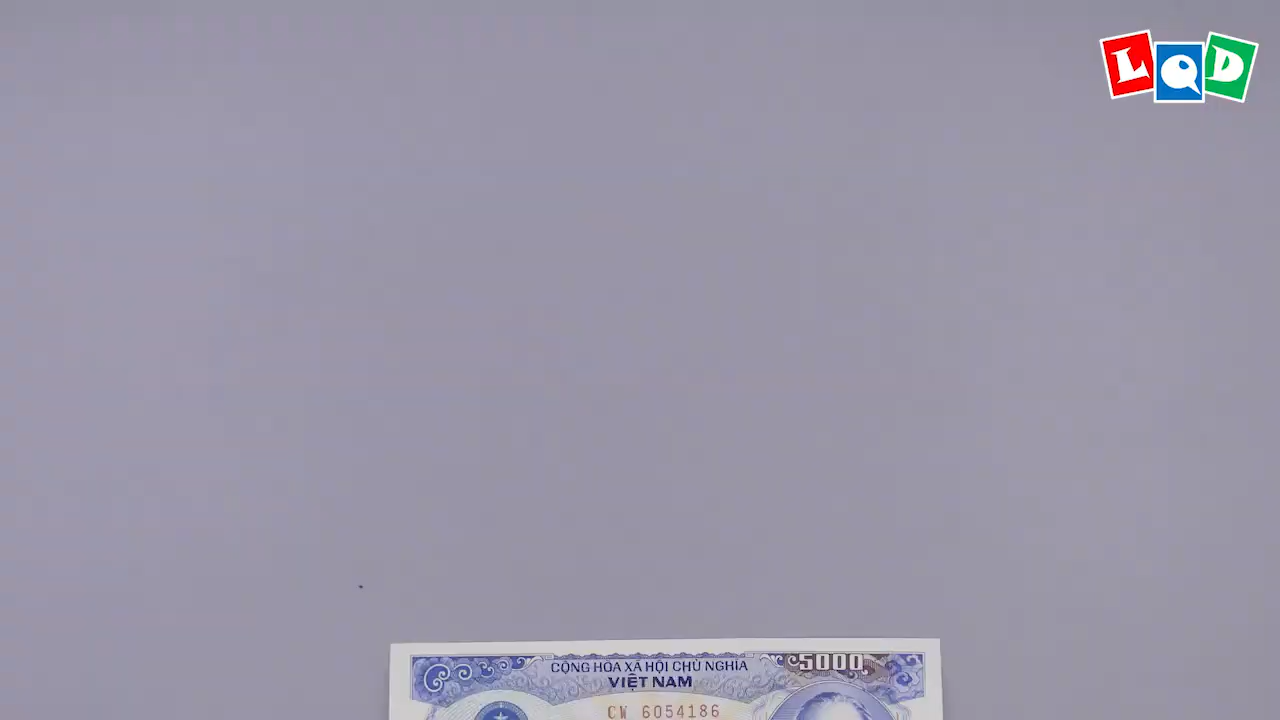 LQD
CỘNG HÒA XÃ HỘI CHỦ NGHĨA
5000
VIỆT NAM
CW 6054186